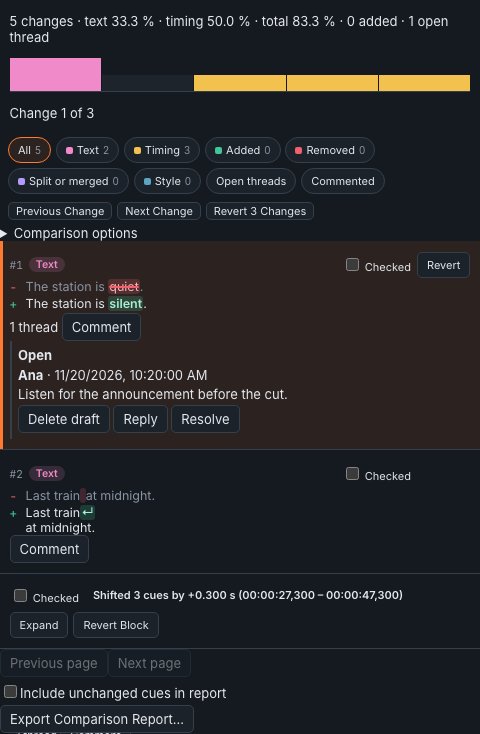 5 changes · text 33.3 % · timing 50.0 % · total 83.3 % · 0 added · 1 open
thread
Change 1 of 3
All 5 Text 2 Timing 3 Added 0 Removed 0
Split or merged 0 Style 0 Open threads Commented
Previous Change Next Change Revert 3 Changes
Comparison options
#1 Text Checked Revert
- The station is quiet.
+ The station is silent.
1 thread Comment
Open
Ana · 11/20/2026, 10:20:00 AM
Listen for the announcement before the cut.
Delete draft Reply Resolve
#2 Text Checked
- Last train at midnight.
+ Last train↵
at midnight.
Comment
Checked Shifted 3 cues by +0.300 s (00:00:27,300 – 00:00:47,300)
Expand Revert Block
Previous page Next page
Include unchanged cues in report
Export Comparison Report...